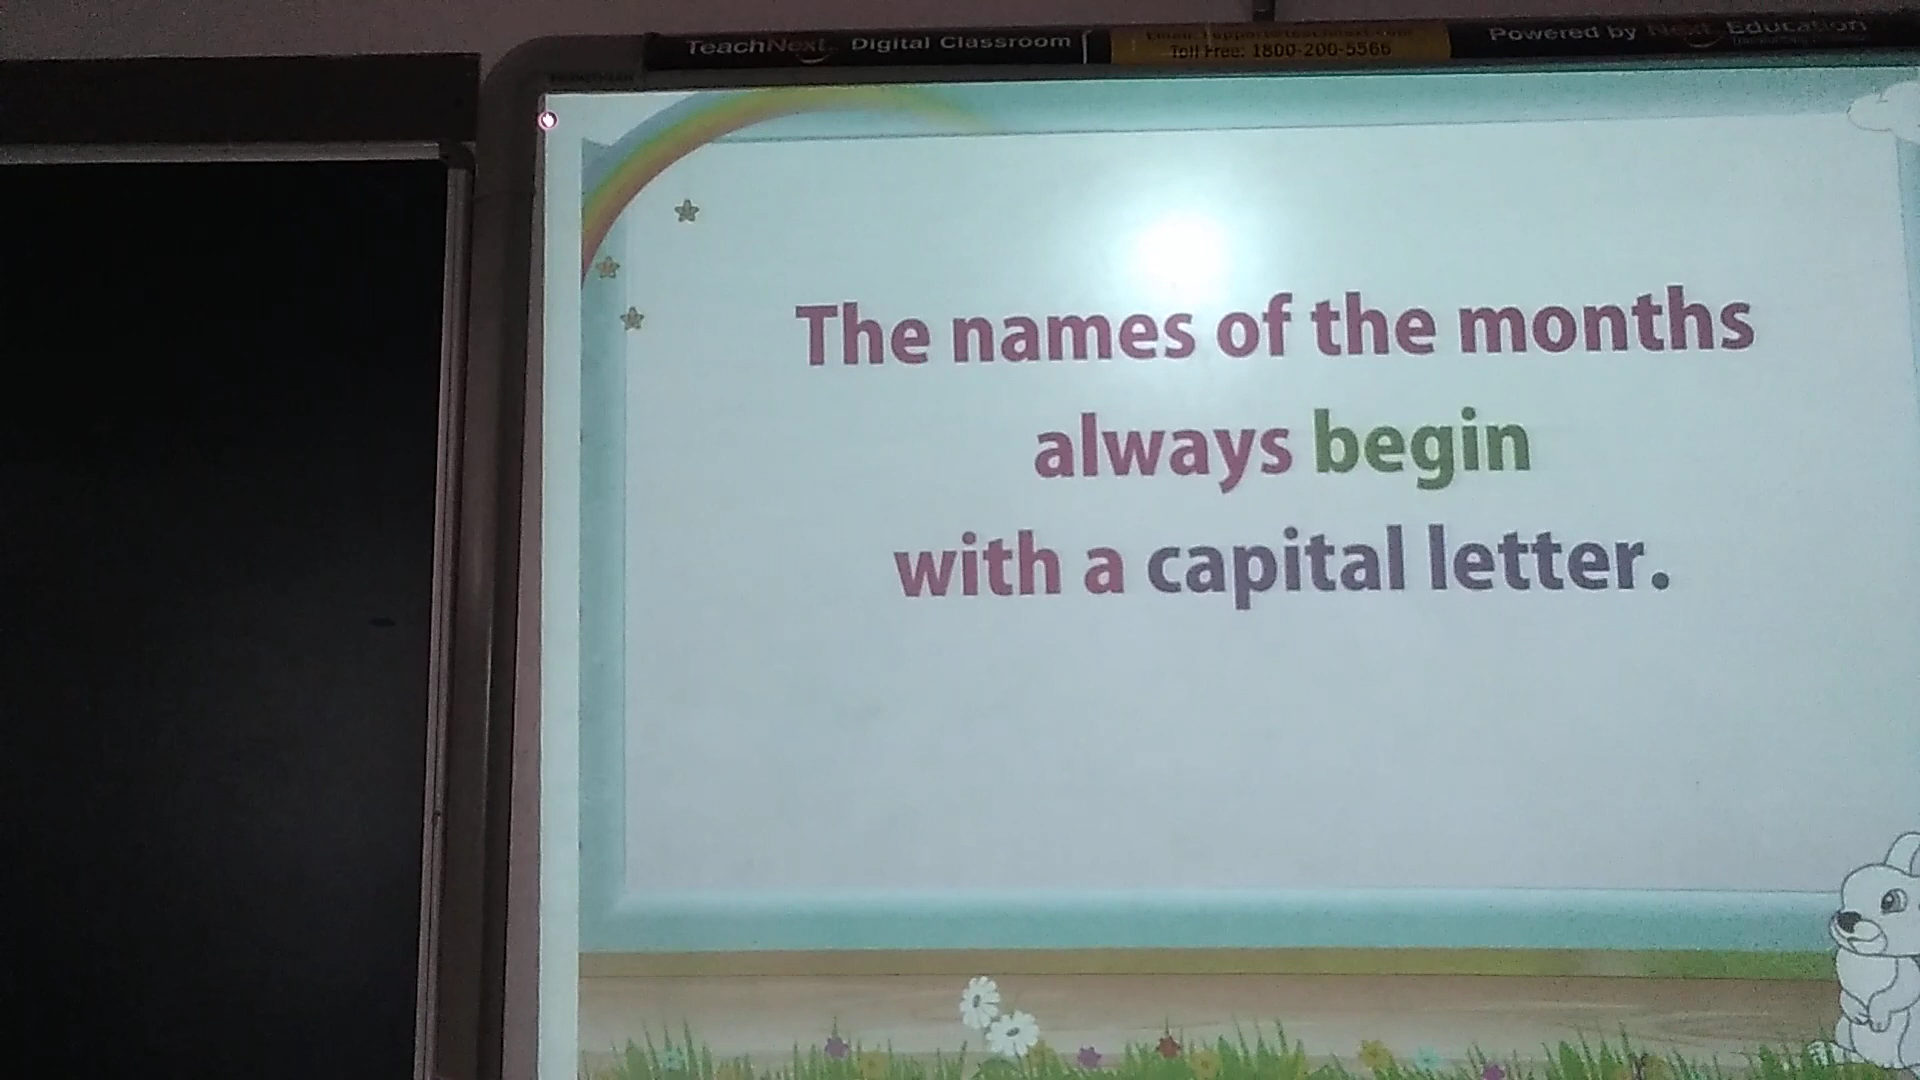 TeachNext Digital Classroom
Toll Free: 1800-200-5566
Powered by Next Education
The names of the months
always begin
with a capital letter.